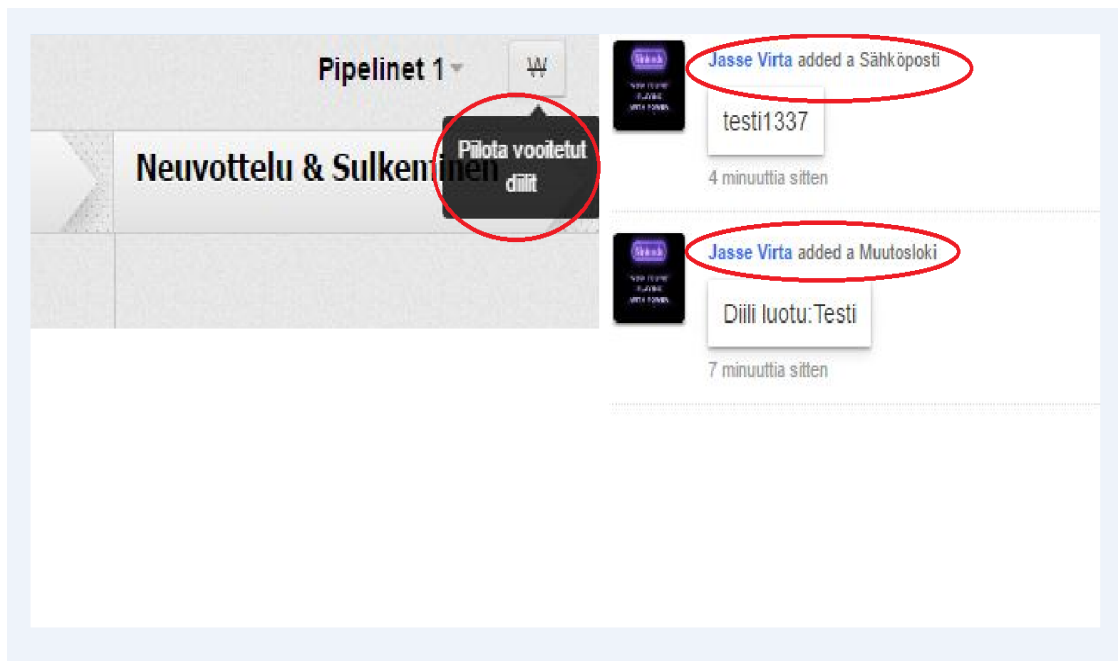 Pipelinet 1
W
Neuvottelu & Sulkeminen
Piilota vooitetut
diilit
Jasse Virta added a Sähköposti
testi1337
4 minuuttia sitten
Jasse Virta added a Muutosloki
Diili luotu:Testi
7 minuuttia sitten